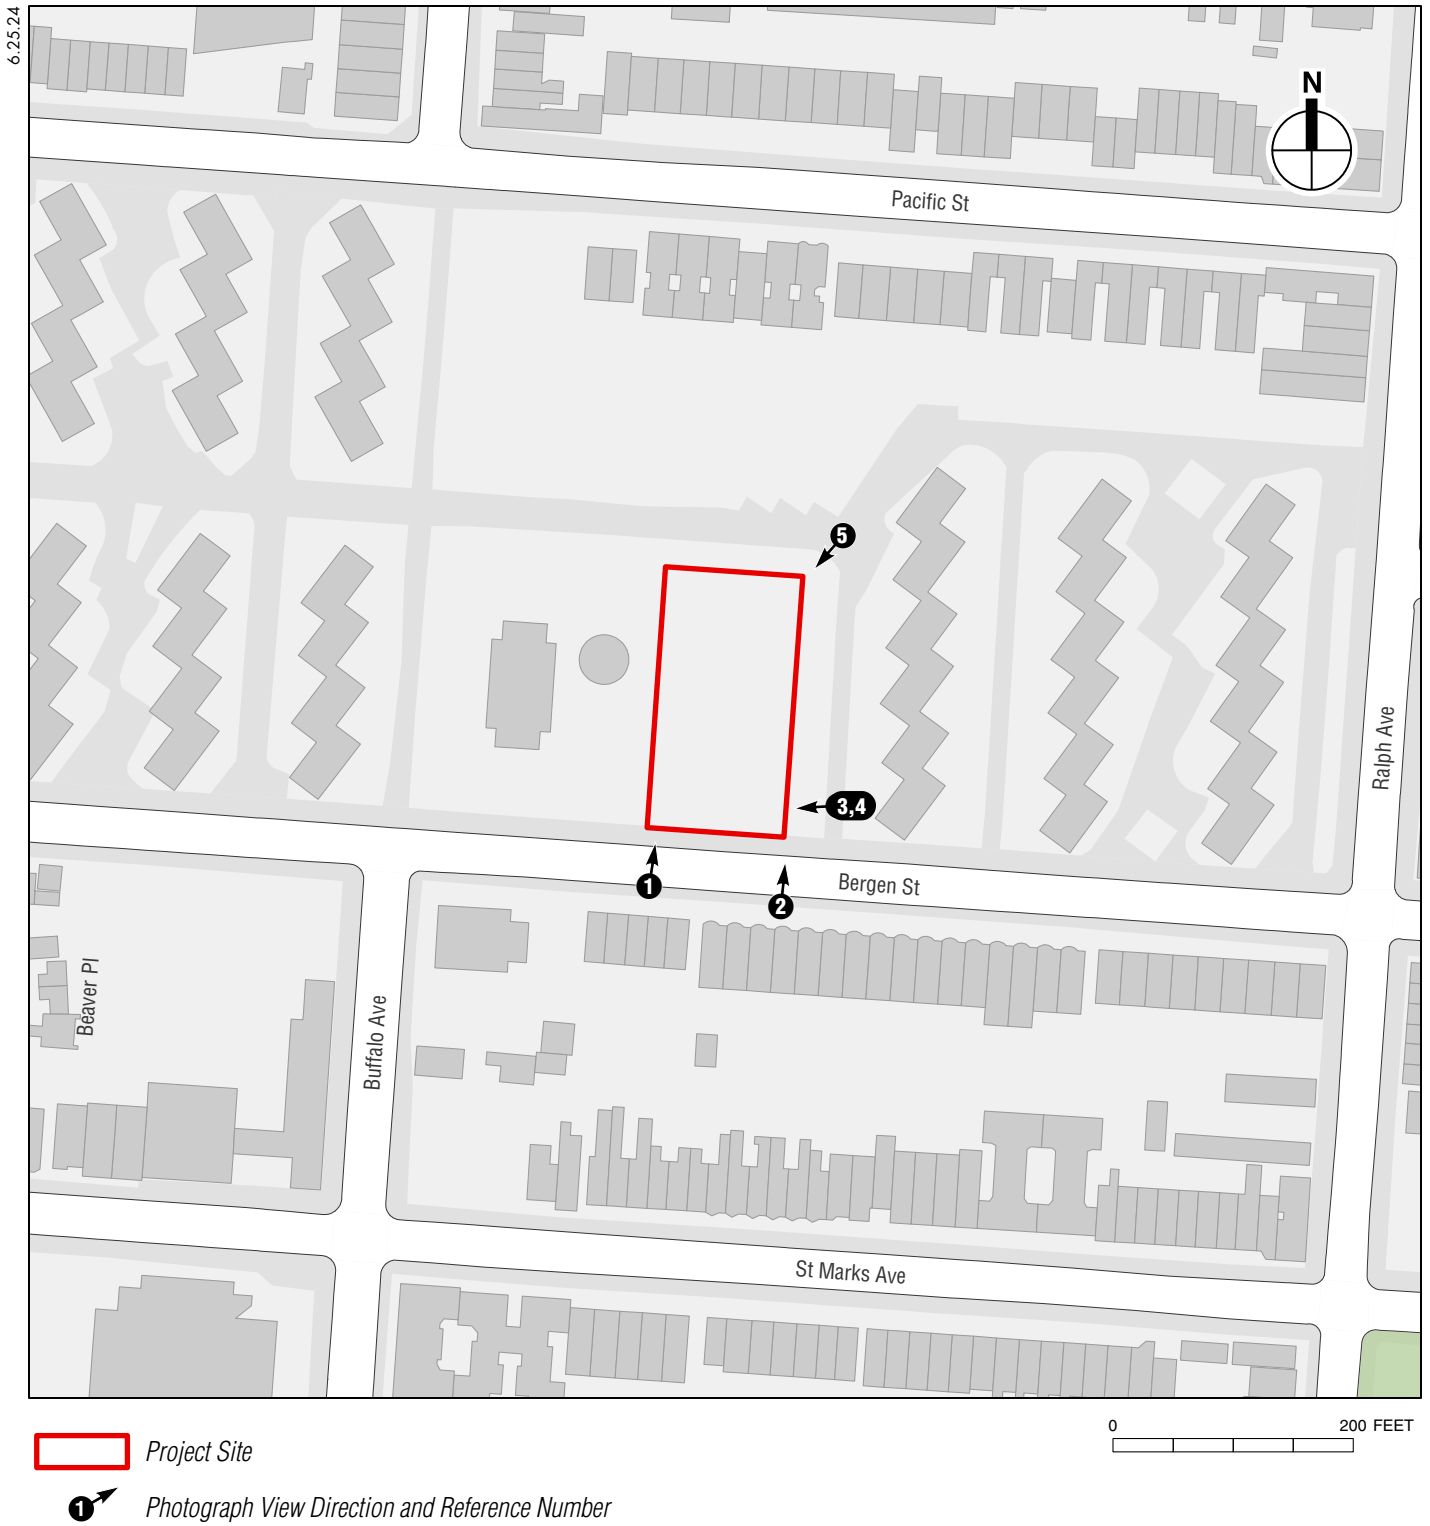 6.25.24
N
Pacific St
5
Ralph Ave
3,4
1
2
Bergen St
Beaver Pl
Buffalo Ave
St Marks Ave
0 200 FEET
Project Site
1 Photograph View Direction and Reference Number